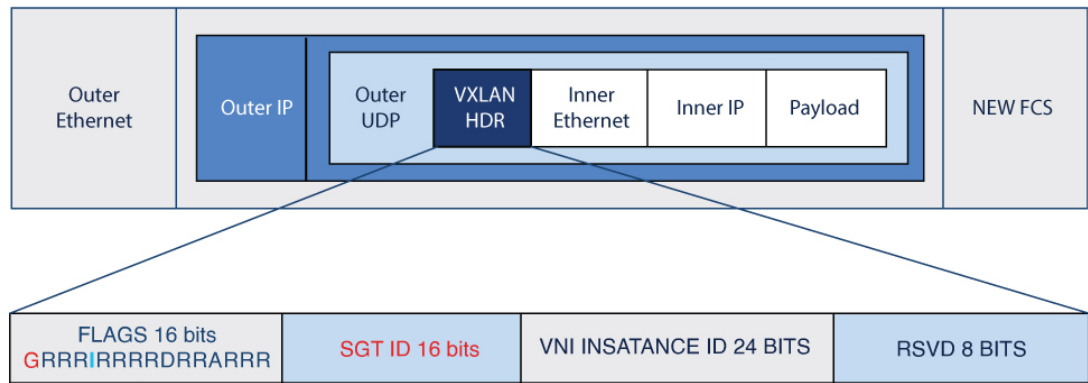 Outer
Ethernet
Outer IP
Outer
UDP
VXLAN
HDR
Inner
Ethernet
Inner IP
Payload
NEW FCS
FLAGS 16 bits
GRRRIRRRRDRRARRR
SGT ID 16 bits
VNI INSATANCE ID 24 BITS
RSVD 8 BITS